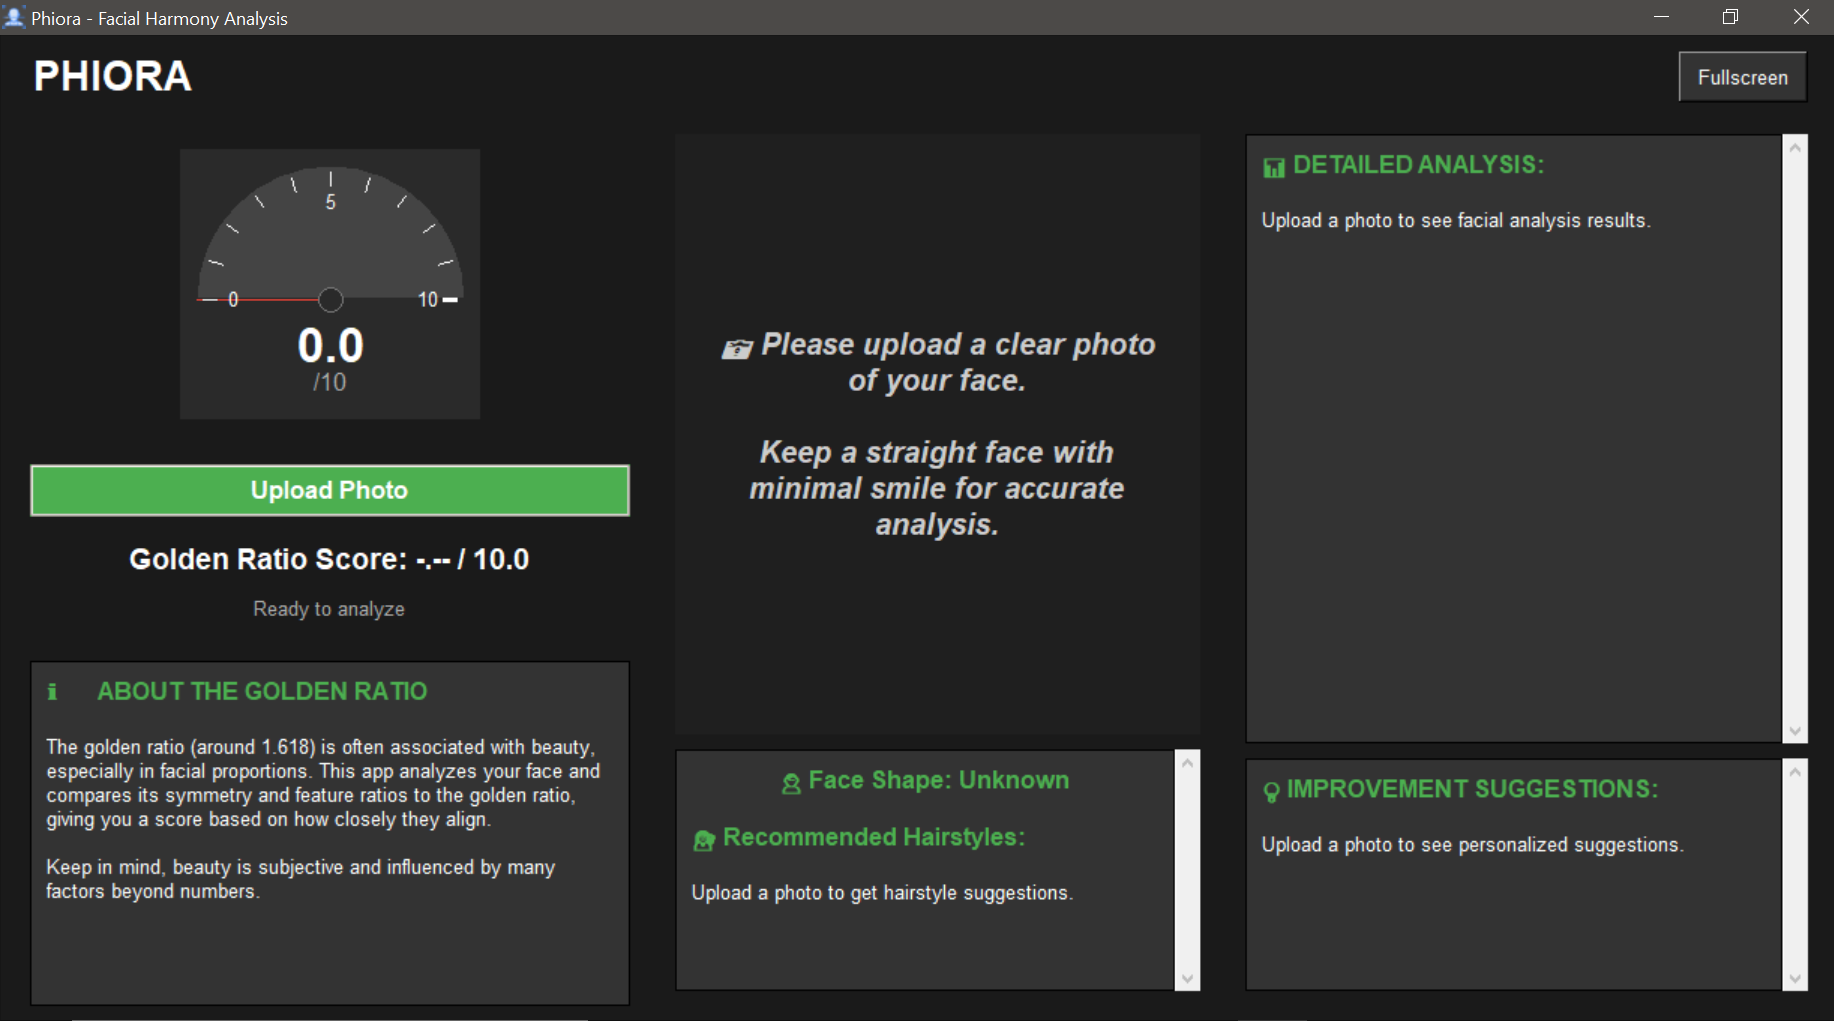 Phiora - Facial Harmony Analysis
PHIORA
Fullscreen
5
0
10
0.0
/10
Upload Photo
Golden Ratio Score: -.-- / 10.0
Ready to analyze
ABOUT THE GOLDEN RATIO
The golden ratio (around 1.618) is often associated with beauty,
especially in facial proportions. This app analyzes your face and
compares its symmetry and feature ratios to the golden ratio,
giving you a score based on how closely they align.
Keep in mind, beauty is subjective and influenced by many
factors beyond numbers.
Please upload a clear photo
of your face.
Keep a straight face with
minimal smile for accurate
analysis.
Face Shape: Unknown
Recommended Hairstyles:
Upload a photo to get hairstyle suggestions.
DETAILED ANALYSIS:
Upload a photo to see facial analysis results.
IMPROVEMENT SUGGESTIONS:
Upload a photo to see personalized suggestions.